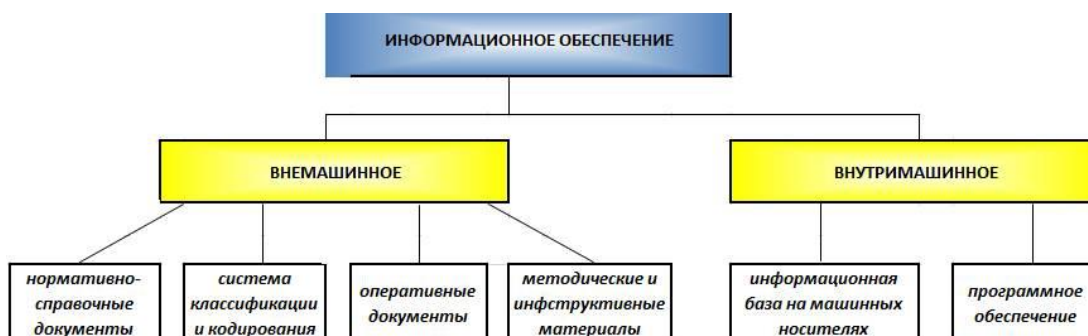 ИНФОРМАЦИОННОЕ ОБЕСПЕЧЕНИЕ
ВНЕМАШИННОЕ
ВНУТРИМАШИННОЕ
нормативно-
справочные
документы
система
классификации
и кодирования
оперативные
документы
методические и
инфструктивные
материалы
информационная
база на машинных
носителях
программное
обеспечение